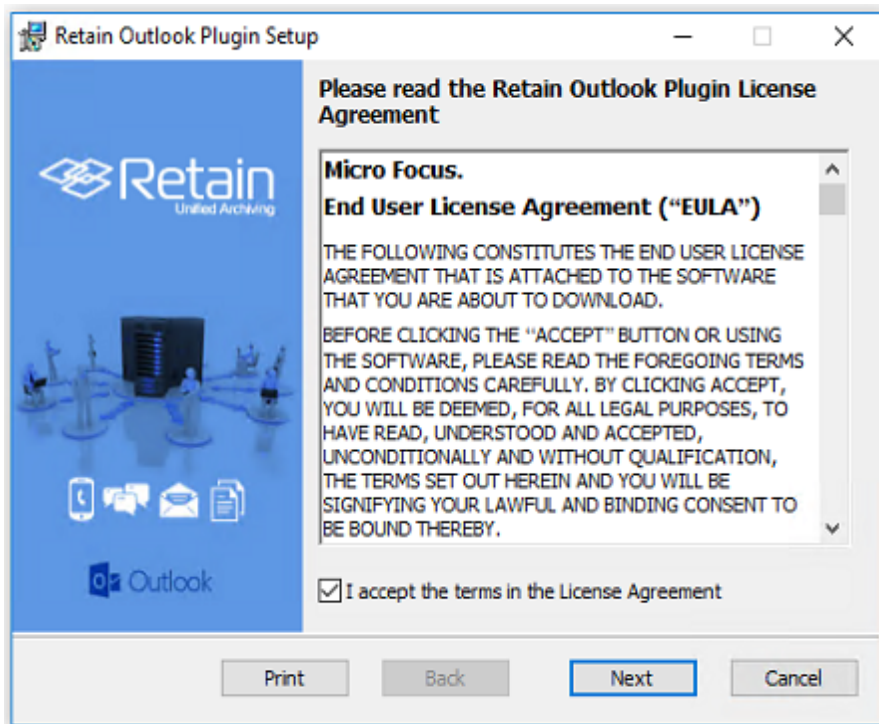 Retain Outlook Plugin Setup
Please read the Retain Outlook Plugin License
Agreement
Retain
Unified Archiving
Micro Focus.
End User License Agreement (“EULA”)
THE FOLLOWING CONSTITUTES THE END USER LICENSE
AGREEMENT THAT IS ATTACHED TO THE SOFTWARE
THAT YOU ARE ABOUT TO DOWNLOAD.
BEFORE CLICKING THE “ACCEPT” BUTTON OR USING
THE SOFTWARE, PLEASE READ THE FOREGOING TERMS
AND CONDITIONS CAREFULLY. BY CLICKING ACCEPT,
YOU WILL BE DEEMED, FOR ALL LEGAL PURPOSES, TO
HAVE READ, UNDERSTOOD AND ACCEPTED,
UNCONDITIONALLY AND WITHOUT QUALIFICATION,
THE TERMS SET OUT HEREIN AND YOU WILL BE
SIGNIFYING YOUR LAWFUL AND BINDING CONSENT TO
BE BOUND THEREBY.
Outlook
I accept the terms in the License Agreement
Print
Back
Next
Cancel